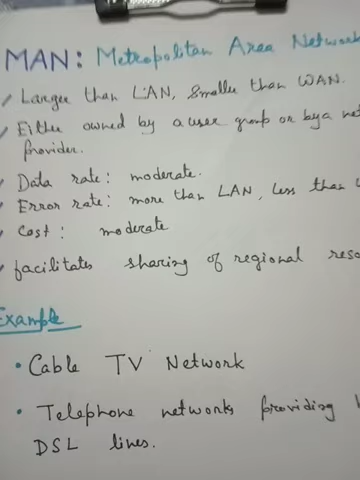 MAN: Metropolitan Area Network
Larger than LAN, Smaller than WAN.
Either owned by a user group or by a
provider.
Data rate: moderate.
Error rate: more than LAN, Less than
Cost: moderate
facilitates sharing of regional
Example
• Cable TV Network
• Telephone networks providing
DSL lines.